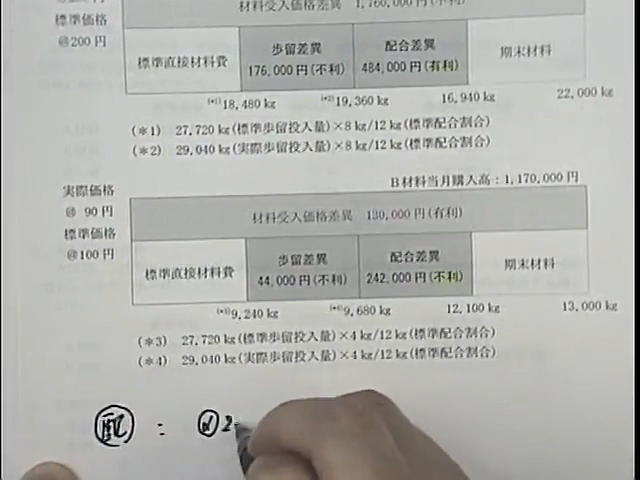 材料受入価格差異 1,760,000円(不利)
標準価格
@200円
標準直接材料費
歩留差異
176,000円(不利)
配合差異
484,000円(有利)
期末材料
(*1)18,480 kg
(*2)19,360 kg
16,940 kg
22,000 kg
(*1) 27,720 kg(標準歩留投入量)×8 kg/12 kg(標準配合割合)
(*2) 29,040 kg(実際歩留投入量)×8 kg/12 kg(標準配合割合)
B材料当月購入高:1,170,000円
実際価格
@ 90円
標準価格
@100円
材料受入価格差異 130,000円(有利)
標準直接材料費
歩留差異
44,000円(不利)
配合差異
242,000円(不利)
期末材料
(*3)9,240 kg
(*4)9,680 kg
12,100 kg
13,000 kg
(*3) 27,720 kg(標準歩留投入量)×4 kg/12 kg(標準配合割合)
(*4) 29,040 kg(実際歩留投入量)×4 kg/12 kg(標準配合割合)
配 : @2